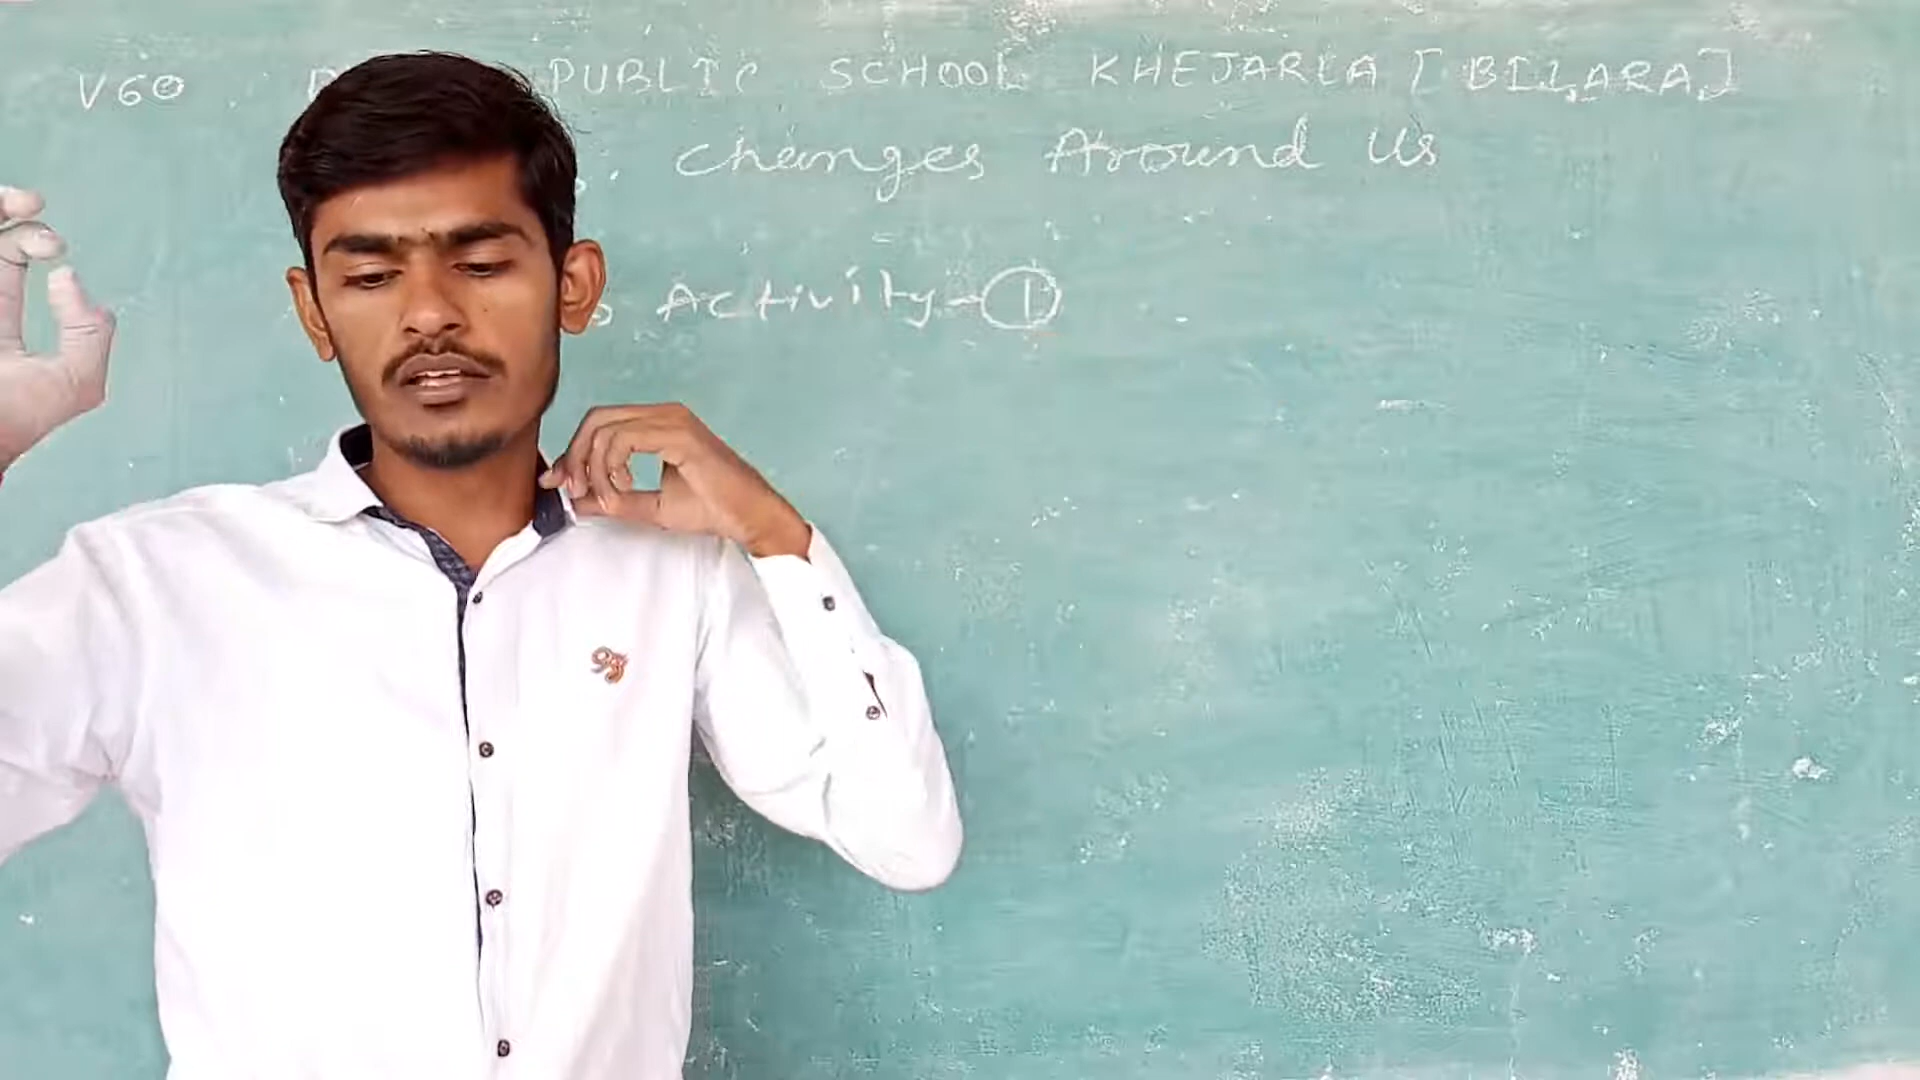 V60 PUBLIC SCHOOL KHEJARLA [BILARA]
Changes Around Us
Activity-①